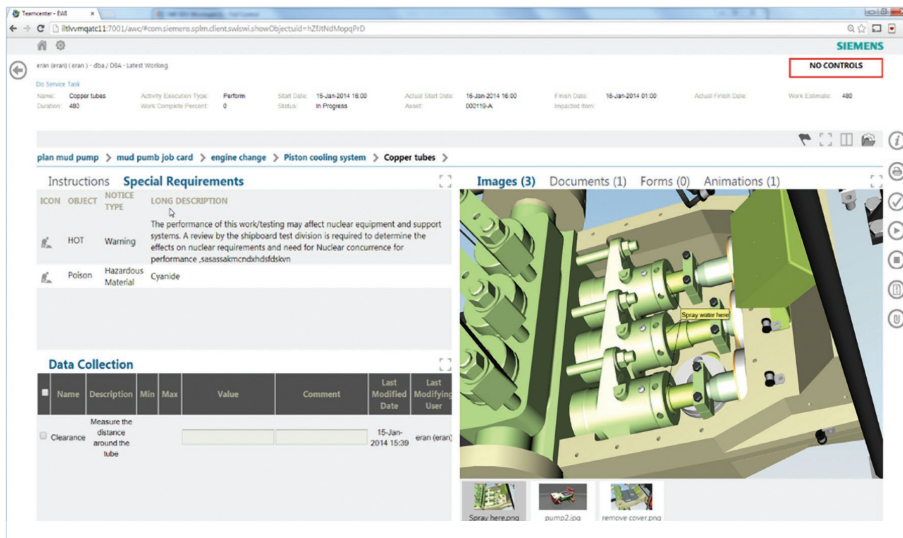 Teamcenter - EWI
iltlvvmqatc11:7001/awc/#com.siemens.splm.client.swiswi.showObject;uid=hZfJtNdMopqPrD
SIEMENS
eran (eran) ( eran ) - dba / DBA - Latest Working
NO CONTROLS
Do Service Task
Name: Copper tubes Activity Execution Type: Perform Start Date: 15-Jan-2014 16:00 Actual Start Date: 15-Jan-2014 16:00 Finish Date: 16-Jan-2014 01:00 Actual Finish Date: Work Estimate: 480
Duration: 480 Work Complete Percent: 0 Status: In Progress Asset: 000119-A Impacted Item:
plan mud pump > mud pumb job card > engine change > Piston cooling system > Copper tubes >
Instructions Special Requirements
ICON OBJECT NOTICE TYPE LONG DESCRIPTION
HOT Warning The performance of this work/testing may affect nuclear equipment and support
systems. A review by the shipboard test division is required to determine the
effects on nuclear requirements and need for Nuclear concurrence for
performance
Poison Hazardous Material Cyanide
Images (3) Documents (1) Forms (0) Animations (1)
Spray water here
Data Collection
Name Description Min Max Value Comment Last Modified Date Last Modifying User
Clearance Measure the distance around the tube 15-Jan-2014 15:39 eran (eran)
Spray here.png pump2.jpg remove cover.png